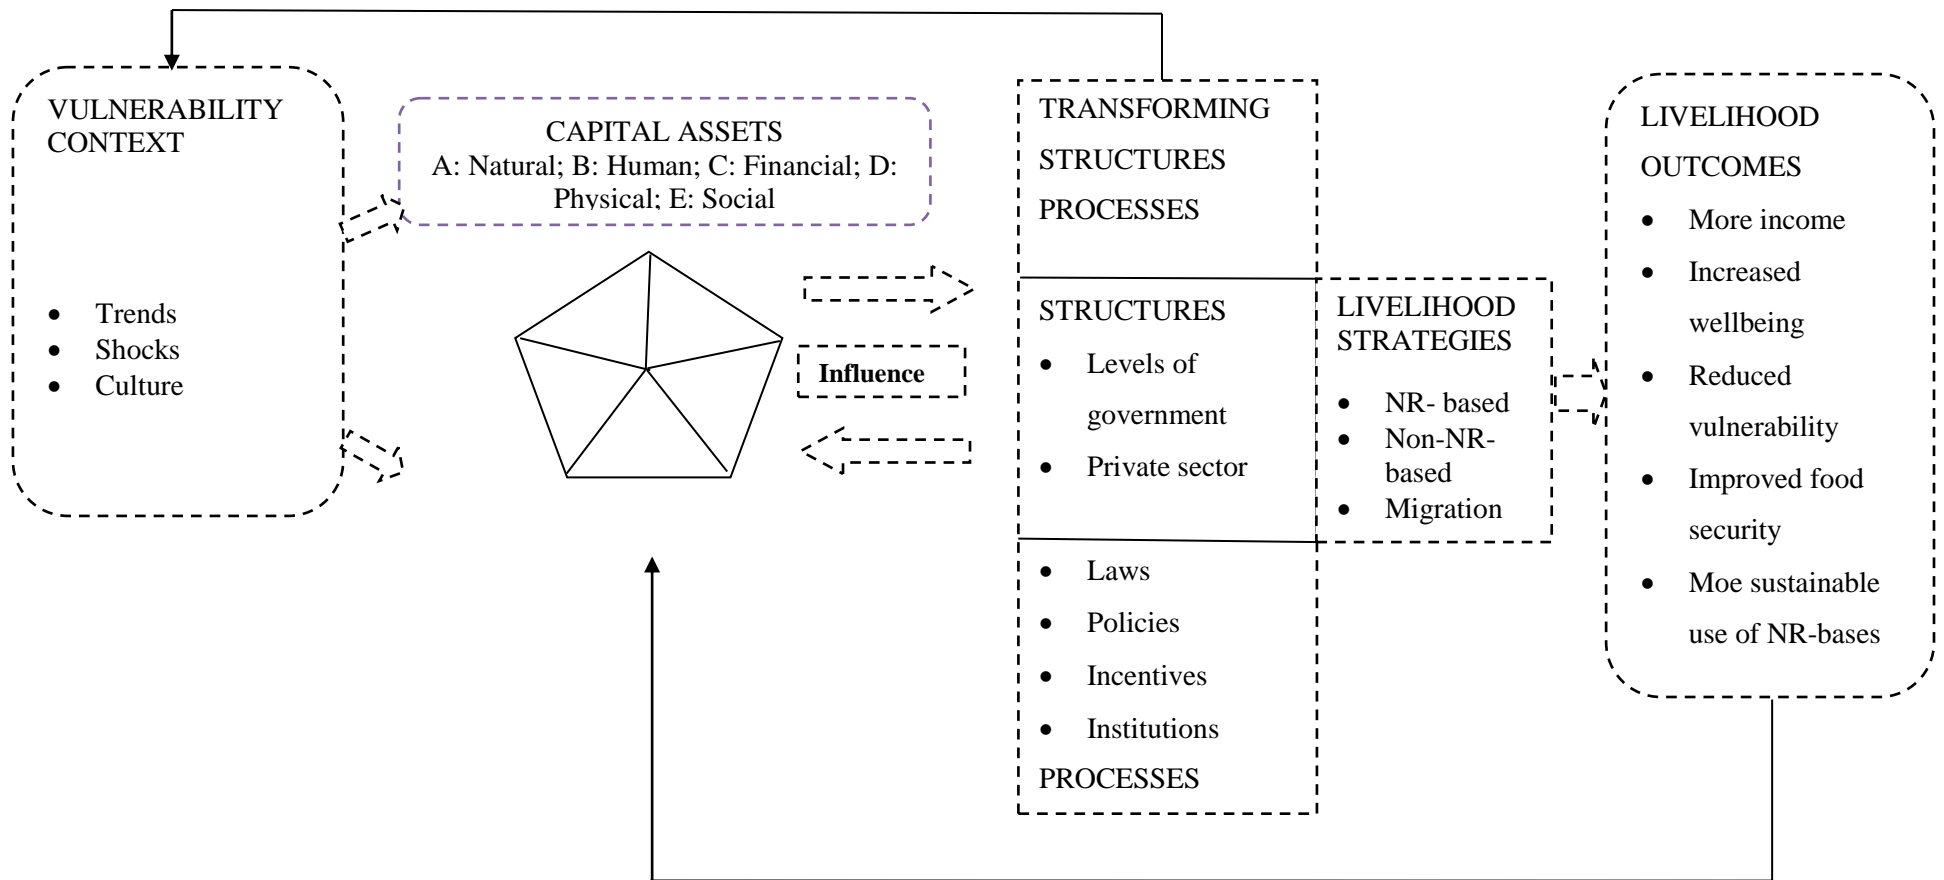 VULNERABILITY
CONTEXT
• Trends
• Shocks
• Culture
CAPITAL ASSETS
A: Natural; B: Human; C: Financial; D:
Physical; E: Social
Influence
TRANSFORMING
STRUCTURES
PROCESSES
STRUCTURES
• Levels of
government
• Private sector
• Laws
• Policies
• Incentives
• Institutions
PROCESSES
LIVELIHOOD
STRATEGIES
• NR- based
• Non-NR-
based
• Migration
LIVELIHOOD
OUTCOMES
• More income
• Increased
wellbeing
• Reduced
vulnerability
• Improved food
security
• Moe sustainable
use of NR-bases